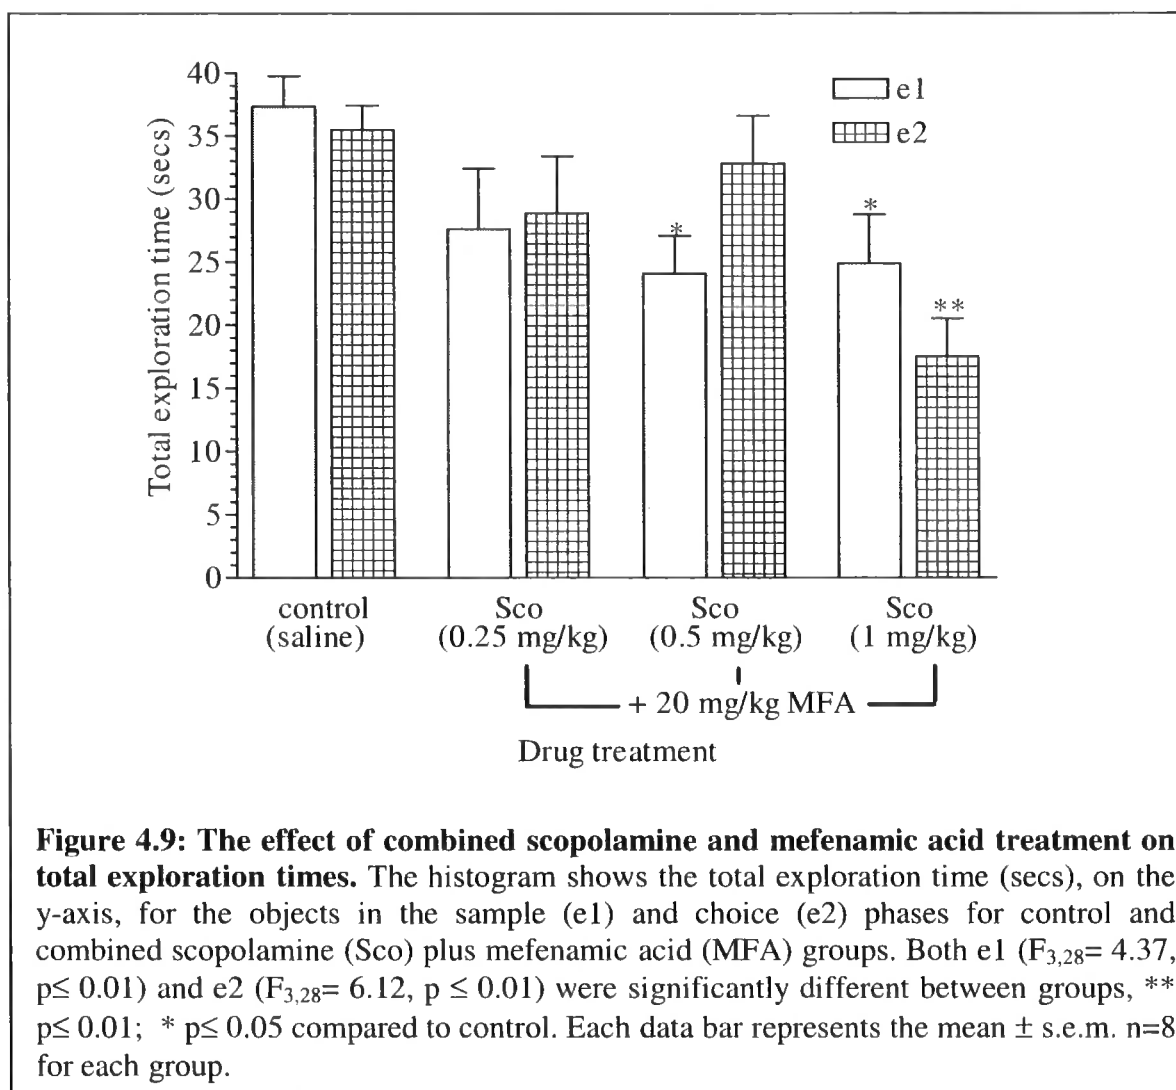 40
35
30
25
20
15
10
5
0
Total exploration time (secs)
e1
e2
*
*
**
control
(saline)
Sco
(0.25 mg/kg)
Sco
(0.5 mg/kg)
Sco
(1 mg/kg)
+ 20 mg/kg MFA
Drug treatment
Figure 4.9: The effect of combined scopolamine and mefenamic acid treatment on
total exploration times. The histogram shows the total exploration time (secs), on the
y-axis, for the objects in the sample (e1) and choice (e2) phases for control and
combined scopolamine (Sco) plus mefenamic acid (MFA) groups. Both e1 (F3,28= 4.37,
p≤ 0.01) and e2 (F3,28= 6.12, p ≤ 0.01) were significantly different between groups, **
p≤ 0.01; * p≤ 0.05 compared to control. Each data bar represents the mean ± s.e.m. n=8
for each group.